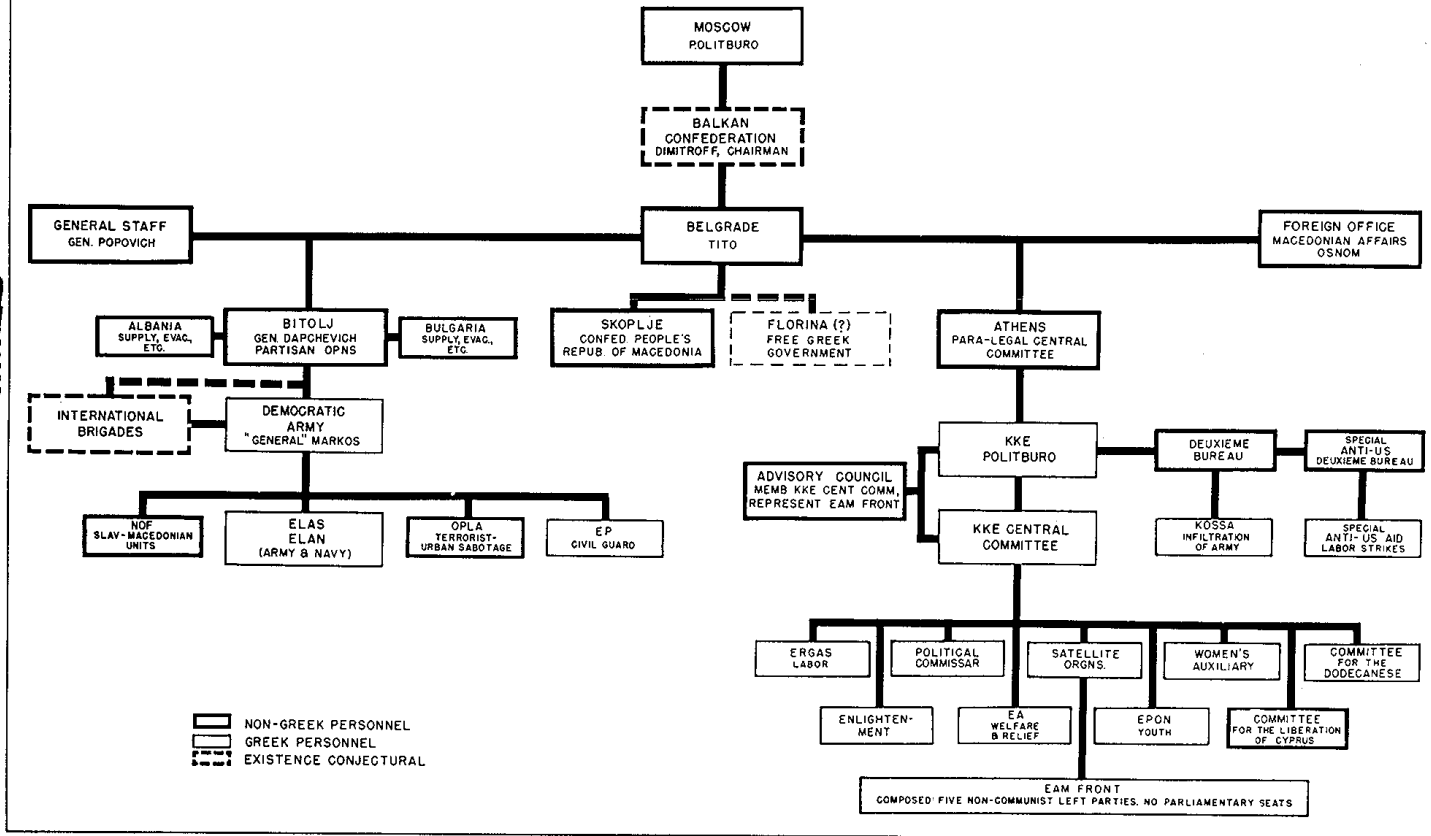 MOSCOW
POLITBURO
BALKAN
CONFEDERATION
DIMITROFF, CHAIRMAN
GENERAL STAFF
GEN. POPOVICH
BELGRADE
TITO
FOREIGN OFFICE
MACEDONIAN AFFAIRS
OSNOM
ALBANIA
SUPPLY, EVAC.,
ETC.
BITOLJ
GEN. DAPCHEVICH
PARTISAN OPNS
BULGARIA
SUPPLY, EVAC.,
ETC.
SKOPLJE
CONFED. PEOPLE'S
REPUB. OF MACEDONIA
FLORINA (?)
FREE GREEK
GOVERNMENT
ATHENS
PARA-LEGAL CENTRAL
COMMITTEE
INTERNATIONAL
BRIGADES
DEMOCRATIC
ARMY
"GENERAL" MARKOS
KKE
POLITBURO
DEUXIEME
BUREAU
SPECIAL
ANTI-US
DEUXIEME BUREAU
ADVISORY COUNCIL
MEMB KKE CENT COMM,
REPRESENT EAM FRONT
NOF
SLAV-MACEDONIAN
UNITS
ELAS
ELAN
(ARMY & NAVY)
OPLA
TERRORIST-
URBAN SABOTAGE
EP
CIVIL GUARD
KKE CENTRAL
COMMITTEE
KOSSA
INFILTRATION
OF ARMY
SPECIAL
ANTI-US AID
LABOR STRIKES
ERGAS
LABOR
POLITICAL
COMMISSAR
SATELLITE
ORGNS.
WOMEN'S
AUXILIARY
COMMITTEE
FOR THE
DODECANESE
ENLIGHTEN-
MENT
EA
WELFARE
& RELIEF
EPON
YOUTH
COMMITTEE
FOR THE LIBERATION
OF CYPRUS
EAM FRONT
COMPOSED FIVE NON-COMMUNIST LEFT PARTIES. NO PARLIAMENTARY SEATS
NON-GREEK PERSONNEL
GREEK PERSONNEL
EXISTENCE CONJECTURAL